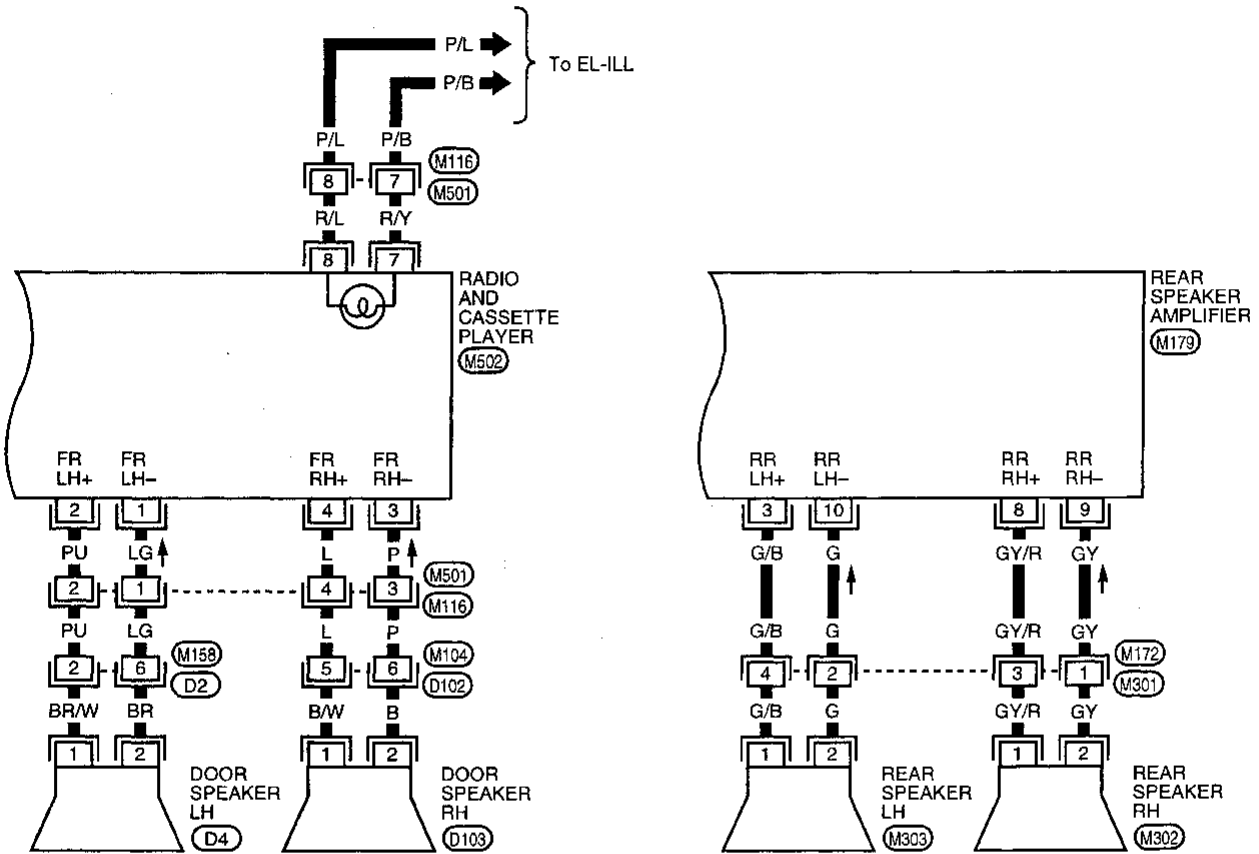 P/L
To EL-ILL
P/B
P/L P/B
M116
8 7
M501
R/L R/Y
8 7
RADIO
AND
CASSETTE
PLAYER
M502
REAR
SPEAKER
AMPLIFIER
M179
FR FR FR FR
LH+ LH- RH+ RH-
2 1 4 3
PU LG L P
M501
2 1 4 3
M116
PU LG L P
M158 M104
2 6 5 6
D2 D102
BR/W BR B/W B
1 2 1 2
DOOR
SPEAKER
LH
D4
DOOR
SPEAKER
RH
D103
RR RR RR RR
LH+ LH- RH+ RH-
3 10 8 9
G/B G GY/R GY
G/B G GY/R GY
M172
4 2 3 1
M301
G/B G GY/R GY
1 2 1 2
REAR
SPEAKER
LH
M303
REAR
SPEAKER
RH
M302